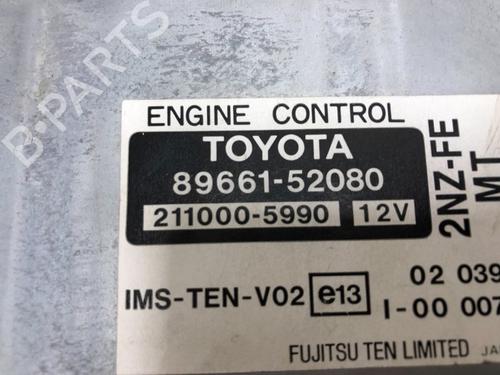 B-PARTS
ENGINE CONTROL
TOYOTA
89661-52080
211000-5990 12V
2NZ-FE
MT
IMS-TEN-V02 e13
02 039
I-00 007
FUJITSU TEN LIMITED JA